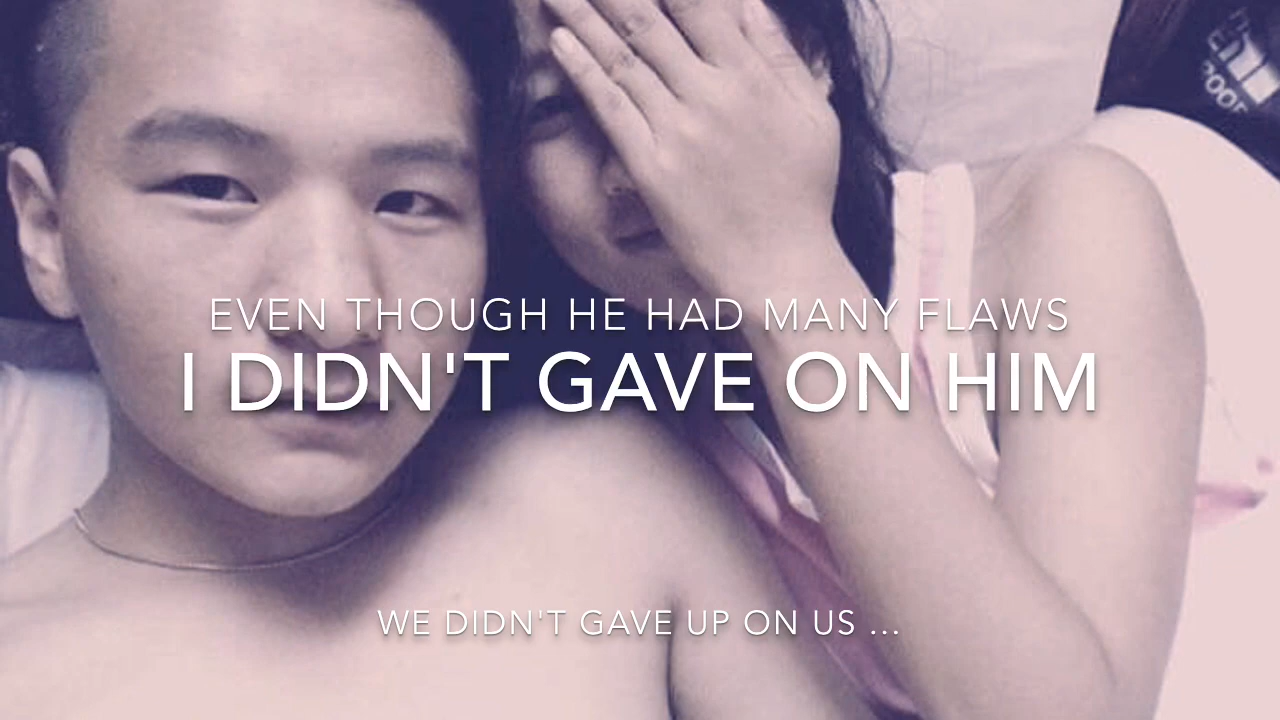 EVEN THOUGH HE HAD MANY FLAWS
I DIDN'T GAVE ON HIM
WE DIDN'T GAVE UP ON US ...